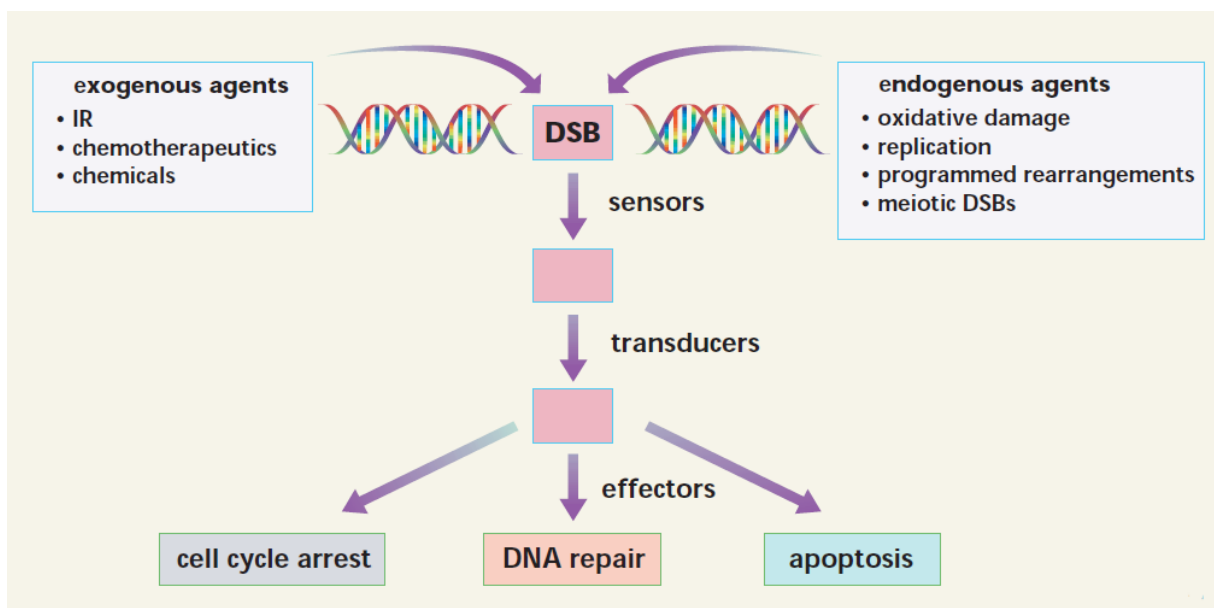 exogenous agents
• IR
• chemotherapeutics
• chemicals
DSB
endogenous agents
• oxidative damage
• replication
• programmed rearrangements
• meiotic DSBs
sensors
transducers
effectors
cell cycle arrest
DNA repair
apoptosis